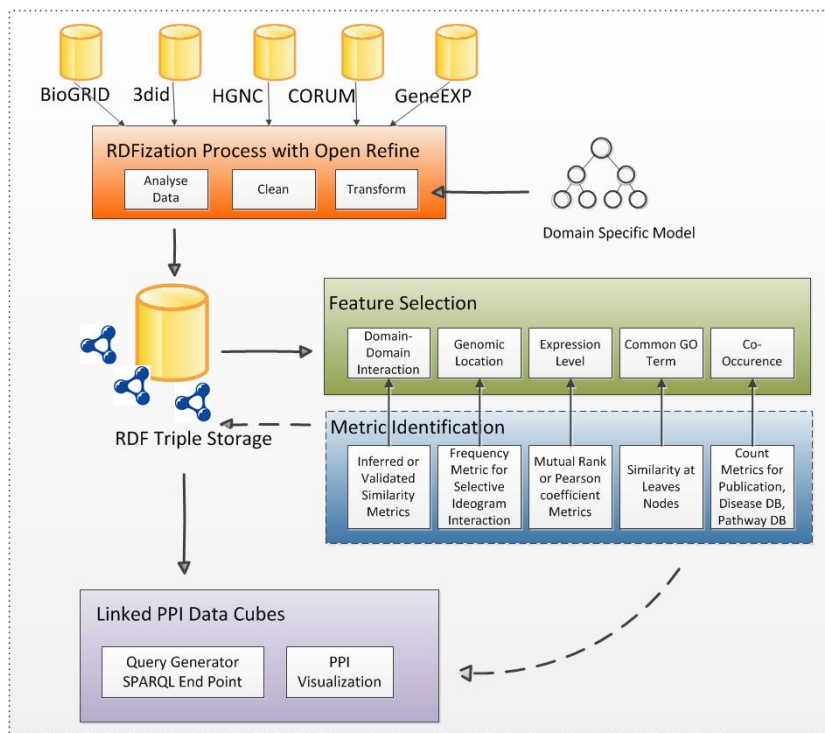 BioGRID
3did
HGNC
CORUM
GeneEXP
RDFization Process with Open Refine
Analyse
Data
Clean
Transform
Domain Specific Model
RDF Triple Storage
Feature Selection
Domain-
Domain
Interaction
Genomic
Location
Expression
Level
Common GO
Term
Co-
Occurence
Metric Identification
Inferred or
Validated
Similarity
Metrics
Frequency
Metric for
Selective
Ideogram
Interaction
Mutual Rank
or Pearson
coefficient
Metrics
Similarity at
Leaves
Nodes
Count
Metrics for
Publication,
Disease DB,
Pathway DB
Linked PPI Data Cubes
Query Generator
SPARQL End Point
PPI
Visualization